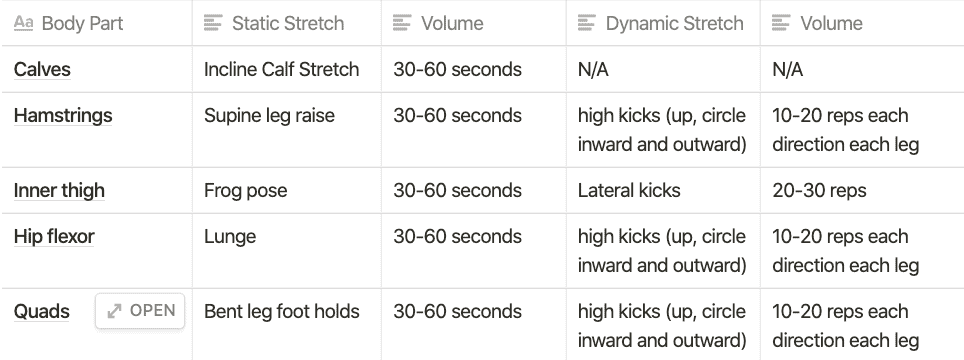 Aa Body Part Static Stretch Volume Dynamic Stretch Volume
Calves Incline Calf Stretch 30-60 seconds N/A N/A
Hamstrings Supine leg raise 30-60 seconds high kicks (up, circle 10-20 reps each
inward and outward) direction each leg
Inner thigh Frog pose 30-60 seconds Lateral kicks 20-30 reps
Hip flexor Lunge 30-60 seconds high kicks (up, circle 10-20 reps each
inward and outward) direction each leg
Quads OPEN Bent leg foot holds 30-60 seconds high kicks (up, circle 10-20 reps each
inward and outward) direction each leg